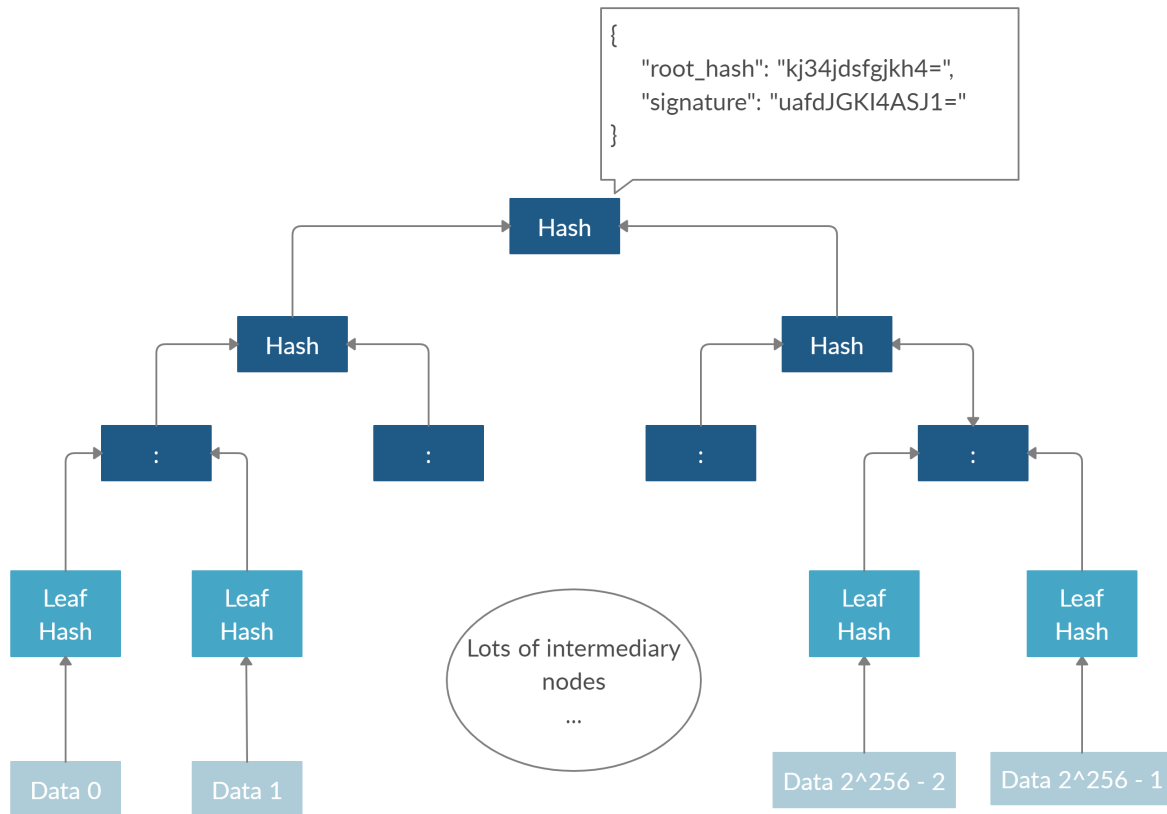 {
"root_hash": "kj34jdsfgjkh4=",
"signature": "uafdJGKI4ASJ1="
}
Hash
Hash
Hash
:
:
:
:
Leaf
Hash
Leaf
Hash
Leaf
Hash
Leaf
Hash
Lots of intermediary
nodes
...
Data 0
Data 1
Data 2^256 - 2
Data 2^256 - 1